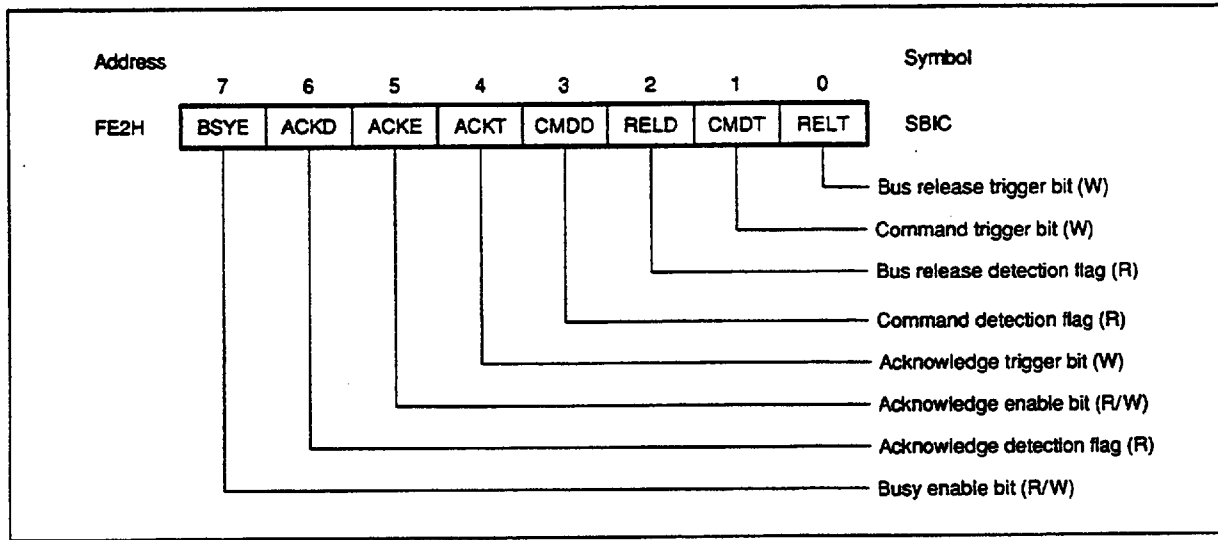 Address Symbol
7 6 5 4 3 2 1 0
FE2H BSYE ACKD ACKE ACKT CMDD RELD CMDT RELT SBIC
Bus release trigger bit (W)
Command trigger bit (W)
Bus release detection flag (R)
Command detection flag (R)
Acknowledge trigger bit (W)
Acknowledge enable bit (R/W)
Acknowledge detection flag (R)
Busy enable bit (R/W)